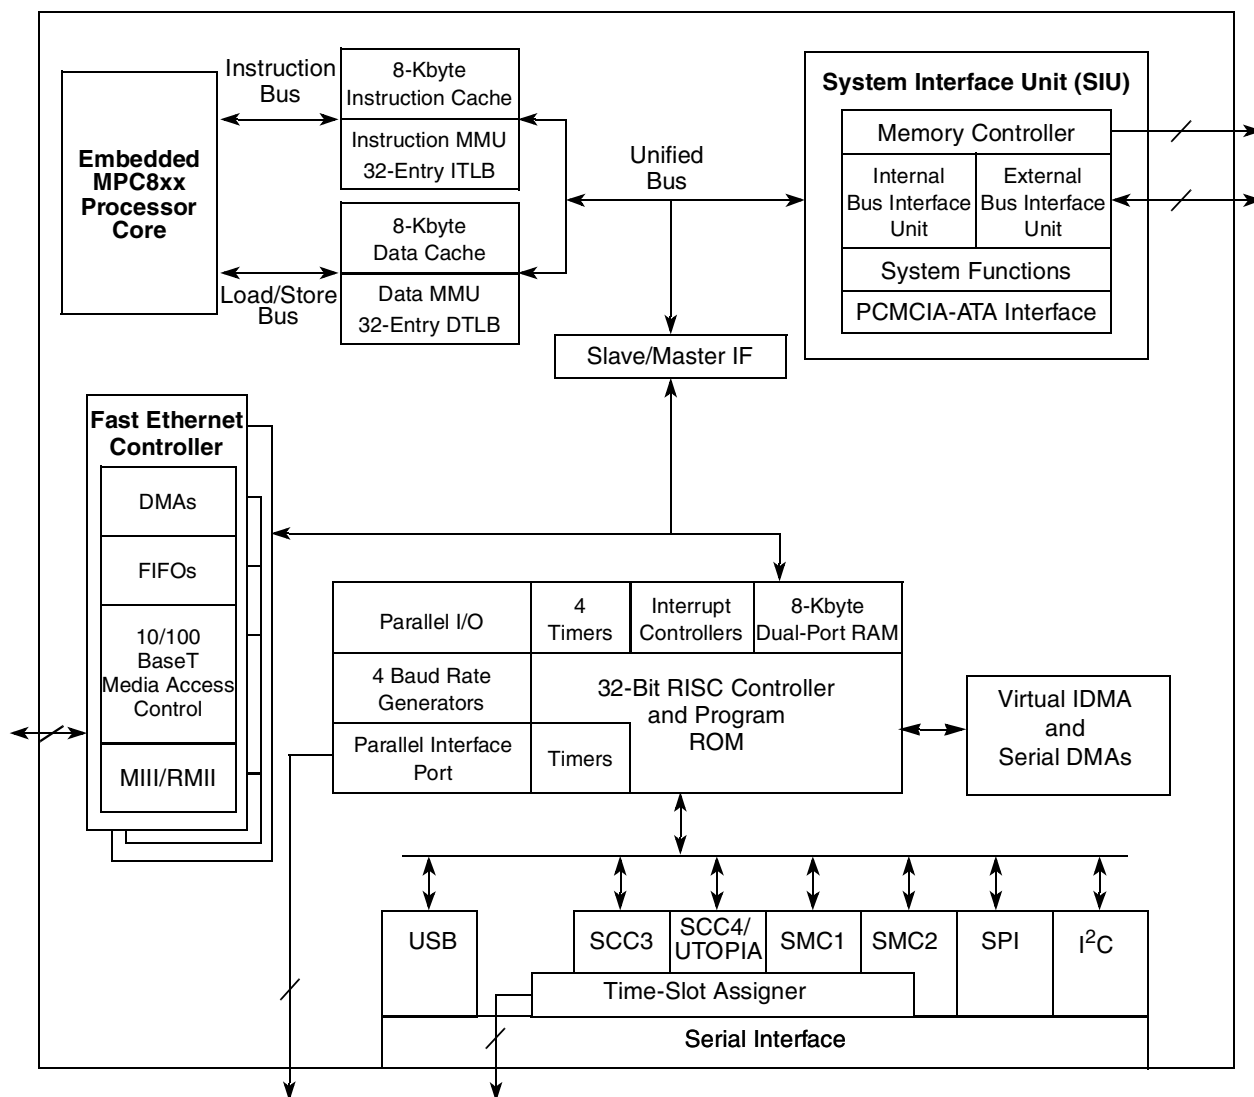 Embedded
MPC8xx
Processor
Core
Instruction
Bus
Load/Store
Bus
8-Kbyte
Instruction Cache
Instruction MMU
32-Entry ITLB
8-Kbyte
Data Cache
Data MMU
32-Entry DTLB
Unified
Bus
System Interface Unit (SIU)
Memory Controller
Internal
Bus Interface
Unit
External
Bus Interface
Unit
System Functions
PCMCIA-ATA Interface
Slave/Master IF
Fast Ethernet
Controller
DMAs
FIFOs
10/100
BaseT
Media Access
Control
MIII/RMII
Parallel I/O
4
Timers
Interrupt
Controllers
8-Kbyte
Dual-Port RAM
4 Baud Rate
Generators
32-Bit RISC Controller
and Program
ROM
Parallel Interface
Port
Timers
Virtual IDMA
and
Serial DMAs
USB
SCC3
SCC4/
UTOPIA
SMC1
SMC2
SPI
I²C
Time-Slot Assigner
Serial Interface